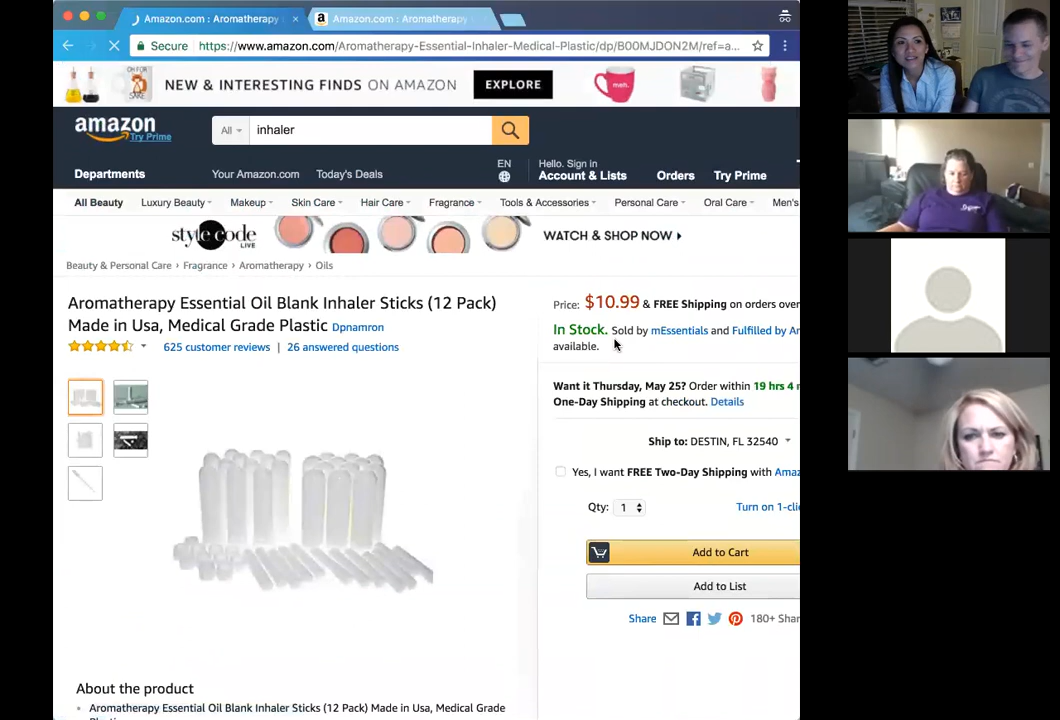 Amazon.com : Aromatherapy
Amazon.com : Aromatherapy
Secure https://www.amazon.com/Aromatherapy-Essential-Inhaler-Medical-Plastic/dp/B00MJDON2M/ref=a...
NEW & INTERESTING FINDS ON AMAZON EXPLORE meh.
amazon
Try Prime
All inhaler
Departments Your Amazon.com Today's Deals EN Hello. Sign in
Account & Lists Orders Try Prime
All Beauty Luxury Beauty Makeup Skin Care Hair Care Fragrance Tools & Accessories Personal Care Oral Care Men's
style code LIVE WATCH & SHOP NOW
Beauty & Personal Care › Fragrance › Aromatherapy › Oils
Aromatherapy Essential Oil Blank Inhaler Sticks (12 Pack)
Made in Usa, Medical Grade Plastic Dpnamron
625 customer reviews | 26 answered questions
Price: $10.99 & FREE Shipping on orders over
In Stock. Sold by mEssentials and Fulfilled by Am
available.
Want it Thursday, May 25? Order within 19 hrs 4
One-Day Shipping at checkout. Details
Ship to: DESTIN, FL 32540
Yes, I want FREE Two-Day Shipping with Amaz
Qty: 1 Turn on 1-clic
Add to Cart
Add to List
Share 180+ Shar
About the product
• Aromatherapy Essential Oil Blank Inhaler Sticks (12 Pack) Made in Usa, Medical Grade